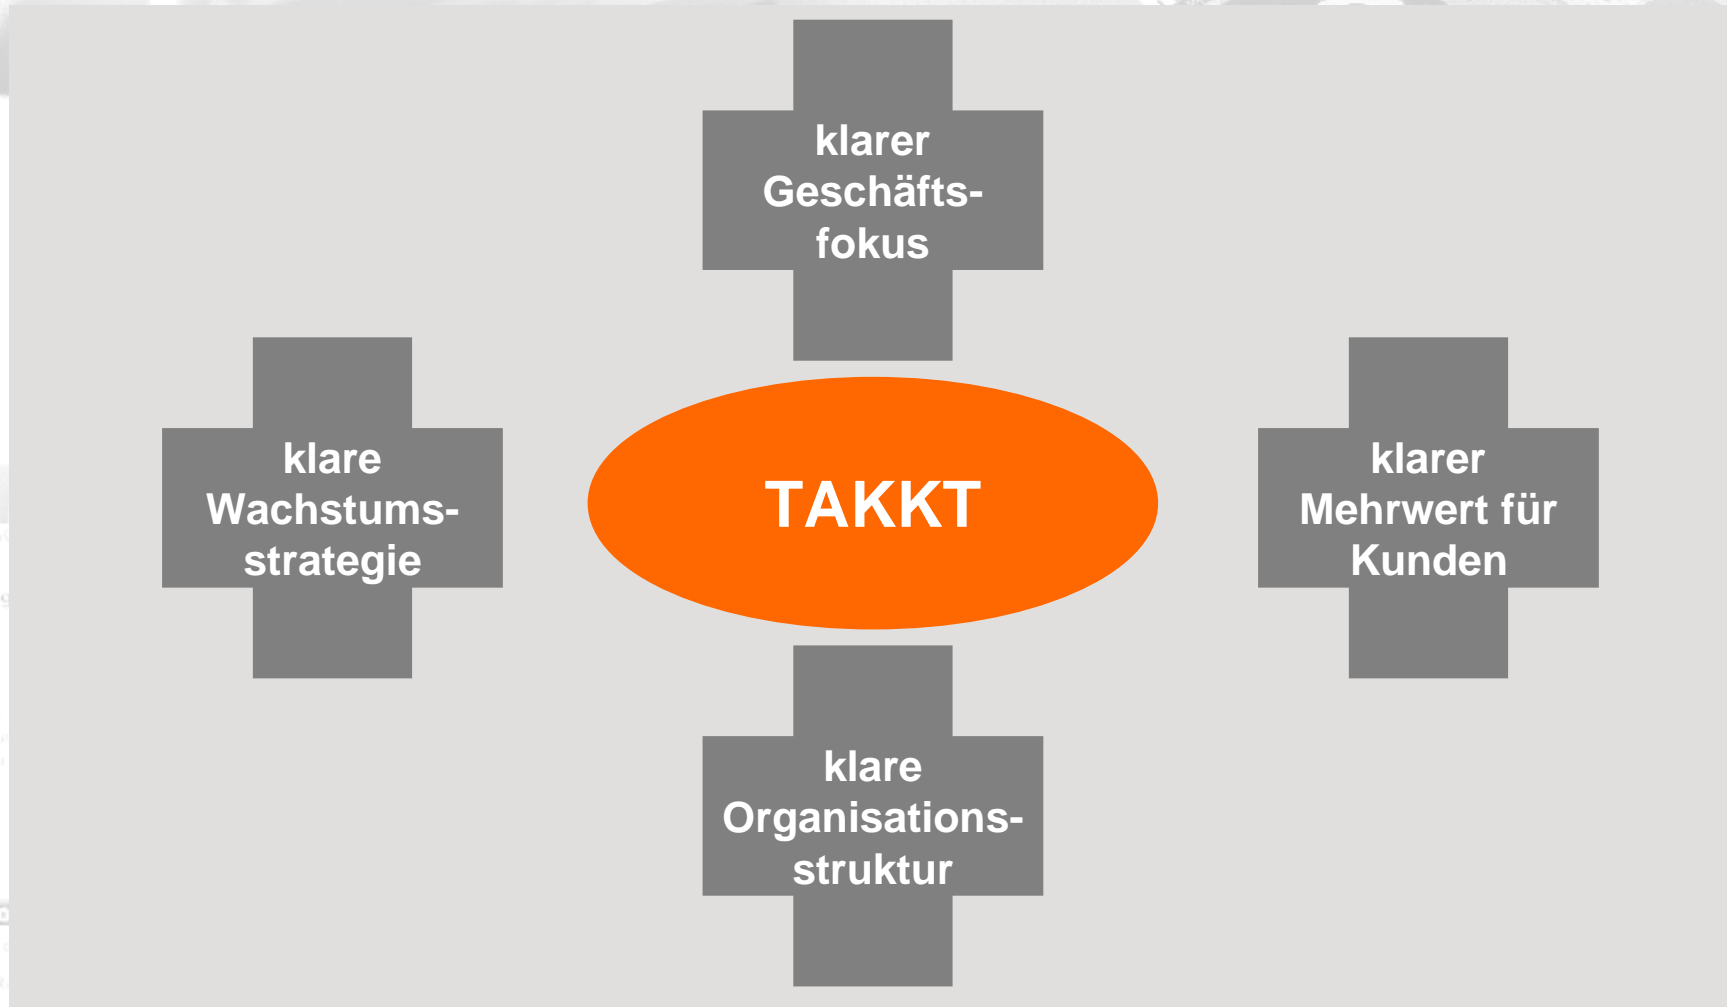 klarer
Geschäfts-
fokus
klare
Wachstums-
strategie
TAKKT
klarer
Mehrwert für
Kunden
klare
Organisations-
struktur